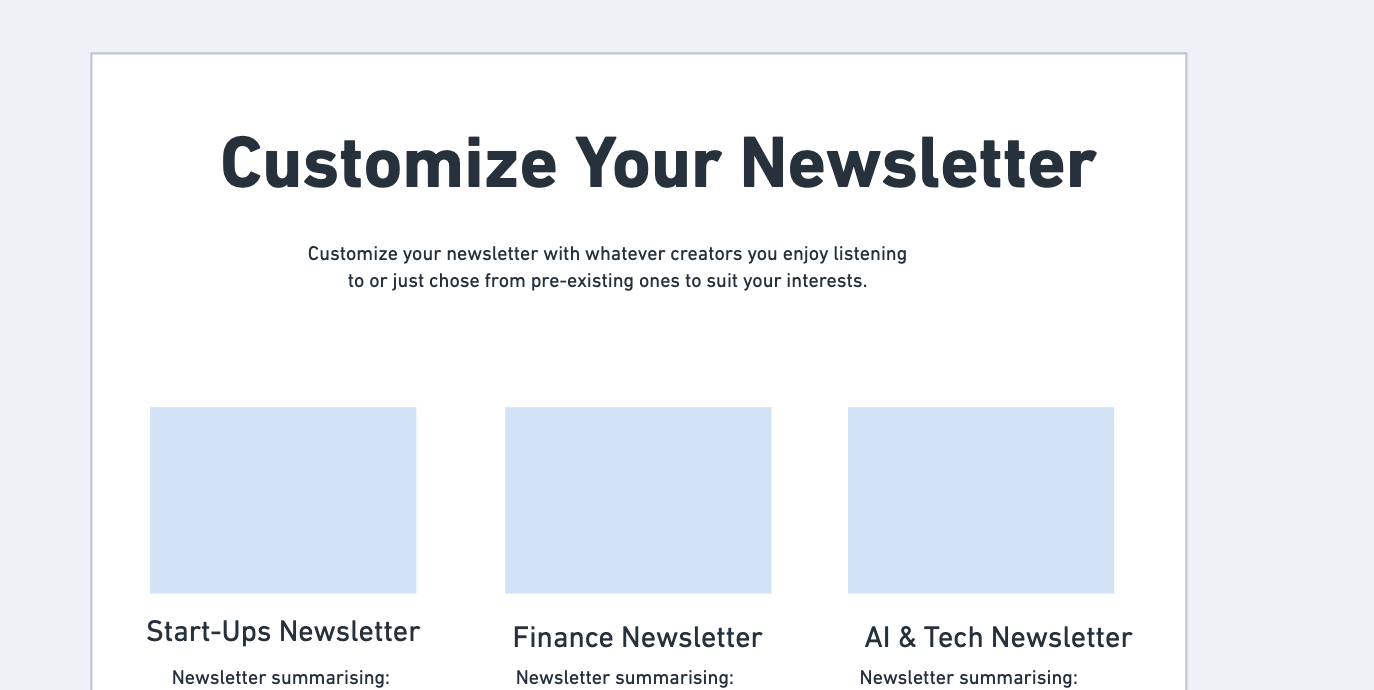 Customize Your Newsletter
Customize your newsletter with whatever creators you enjoy listening
to or just chose from pre-existing ones to suit your interests.
Start-Ups Newsletter
Finance Newsletter
AI & Tech Newsletter
Newsletter summarising:
Newsletter summarising:
Newsletter summarising: